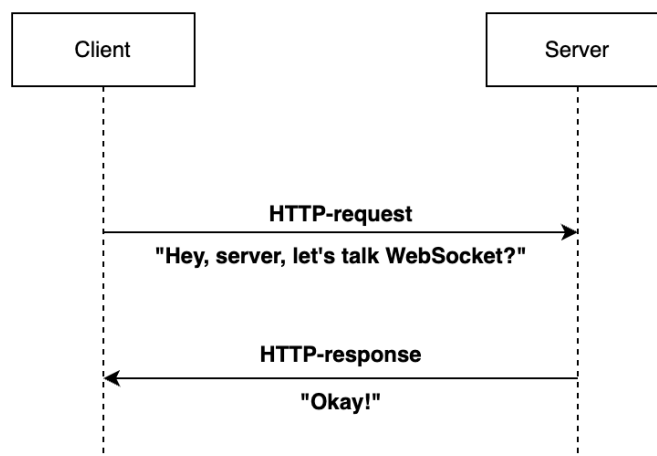 Client
Server
HTTP-request
"Hey, server, let's talk WebSocket?"
HTTP-response
"Okay!"